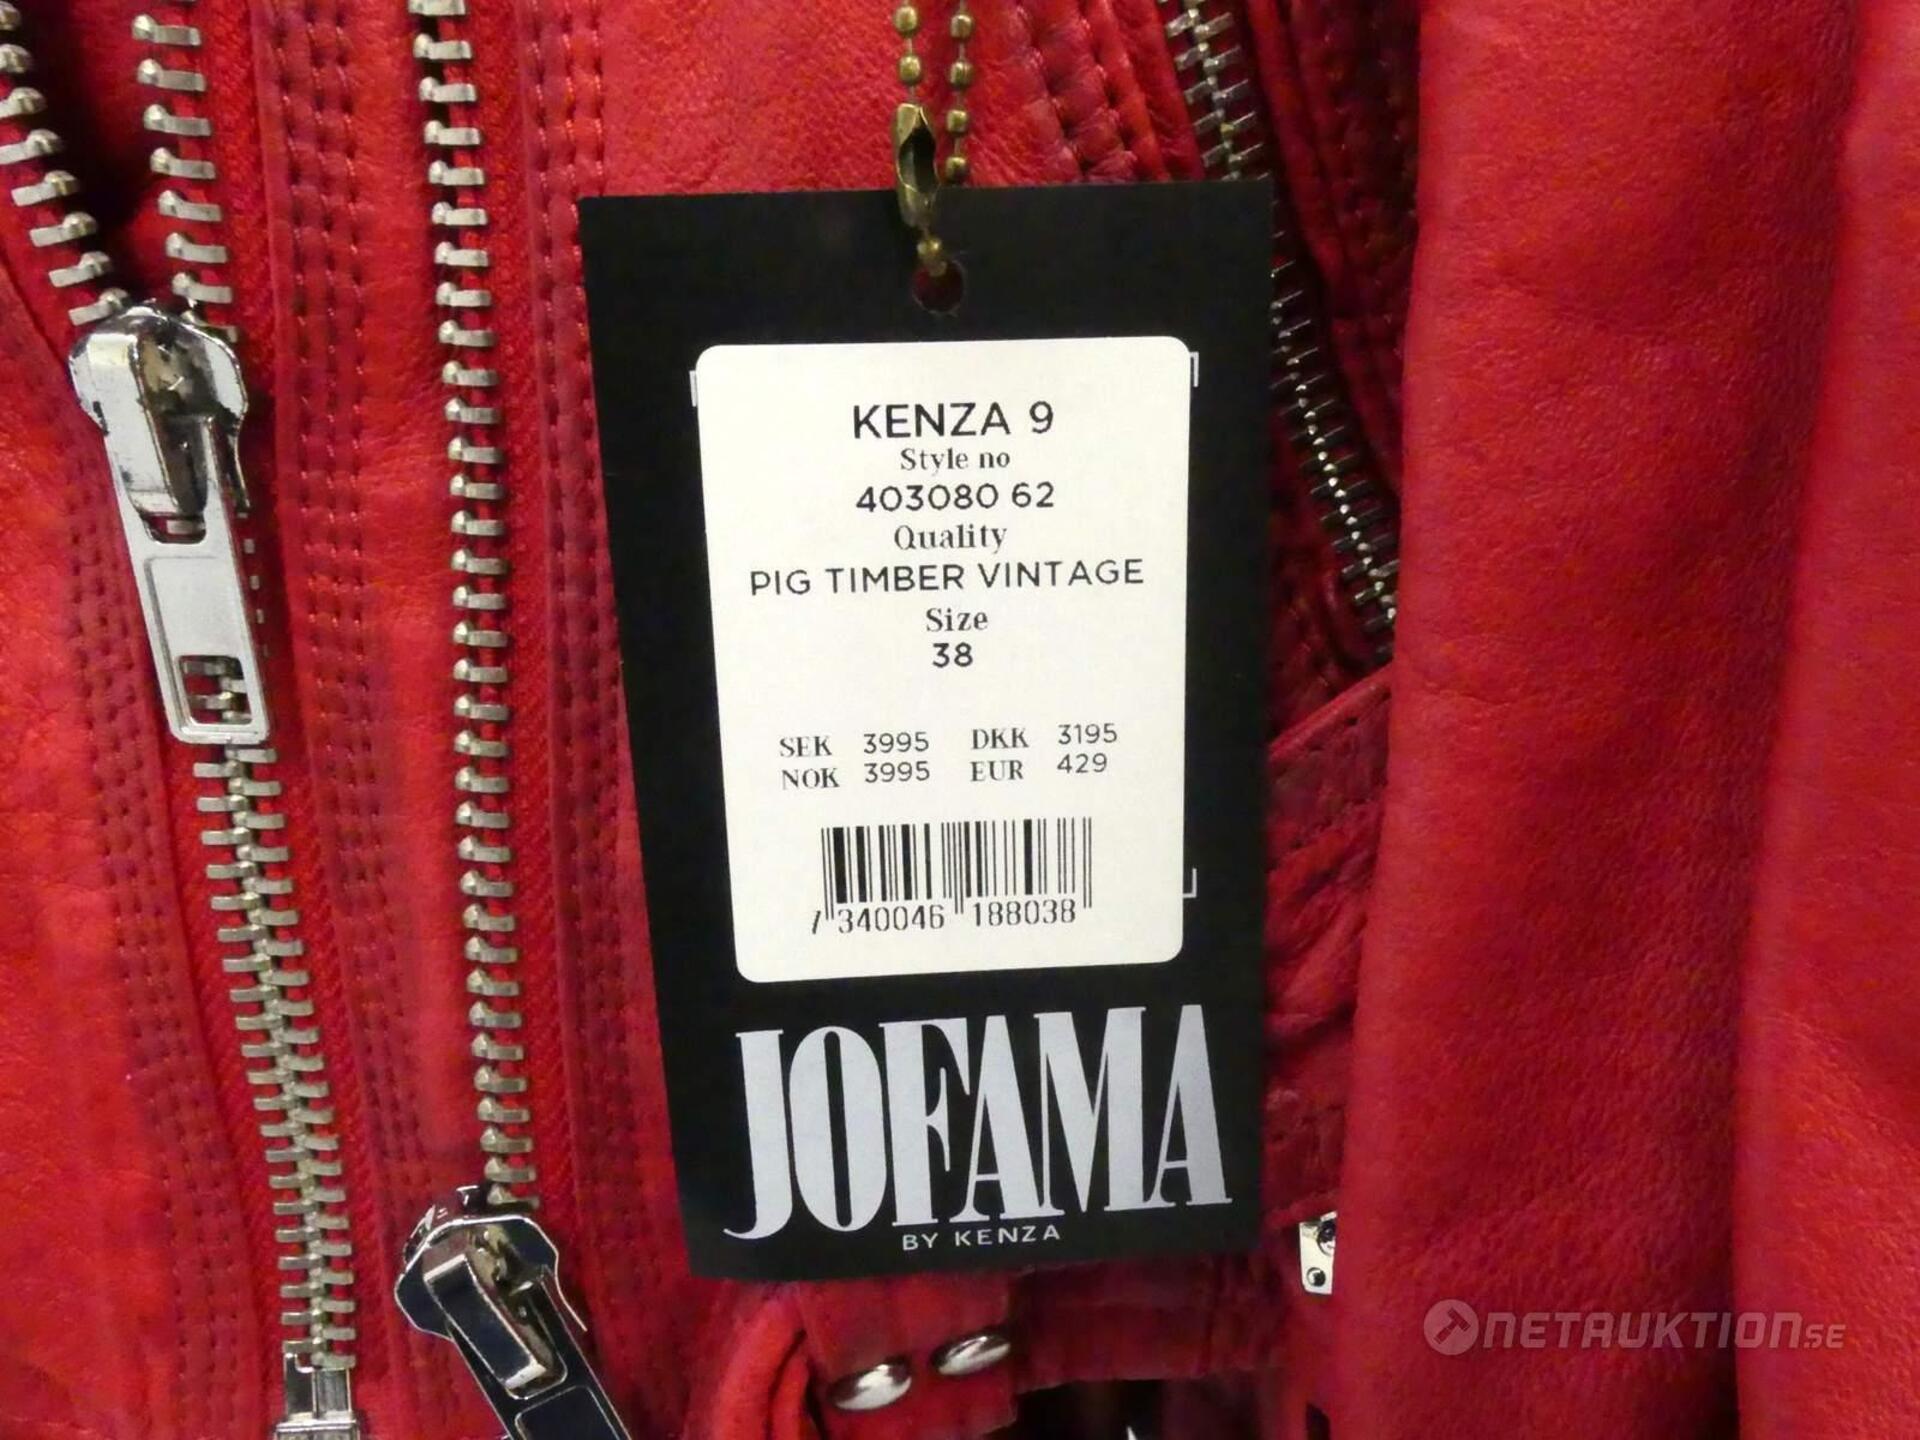 KENZA 9
Style no
403080 62
Quality
PIG TIMBER VINTAGE
Size
38
SEK 3995 DKK 3195
NOK 3995 EUR 429
7 340046 188038
JOFAMA
BY KENZA
NETAUKTION.SE